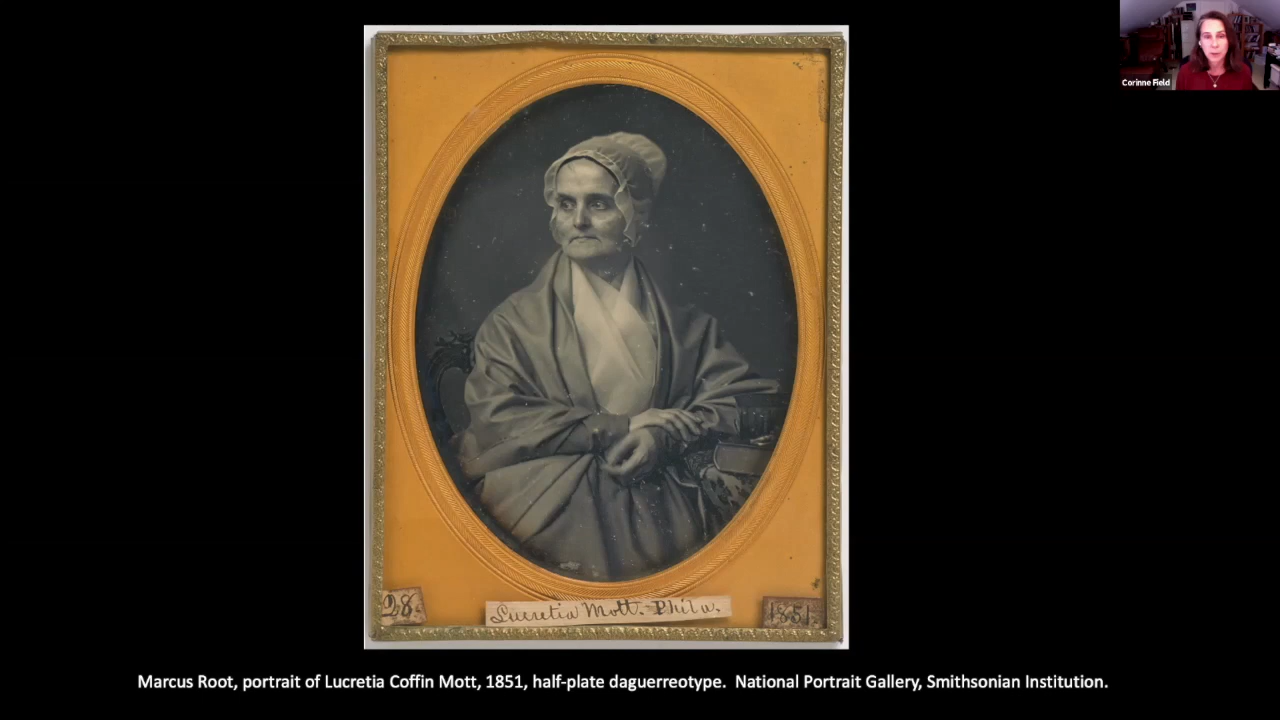 Corinne Field
28.
Lucretia Mott. Phila.
1851.
Marcus Root, portrait of Lucretia Coffin Mott, 1851, half-plate daguerreotype.  National Portrait Gallery, Smithsonian Institution.